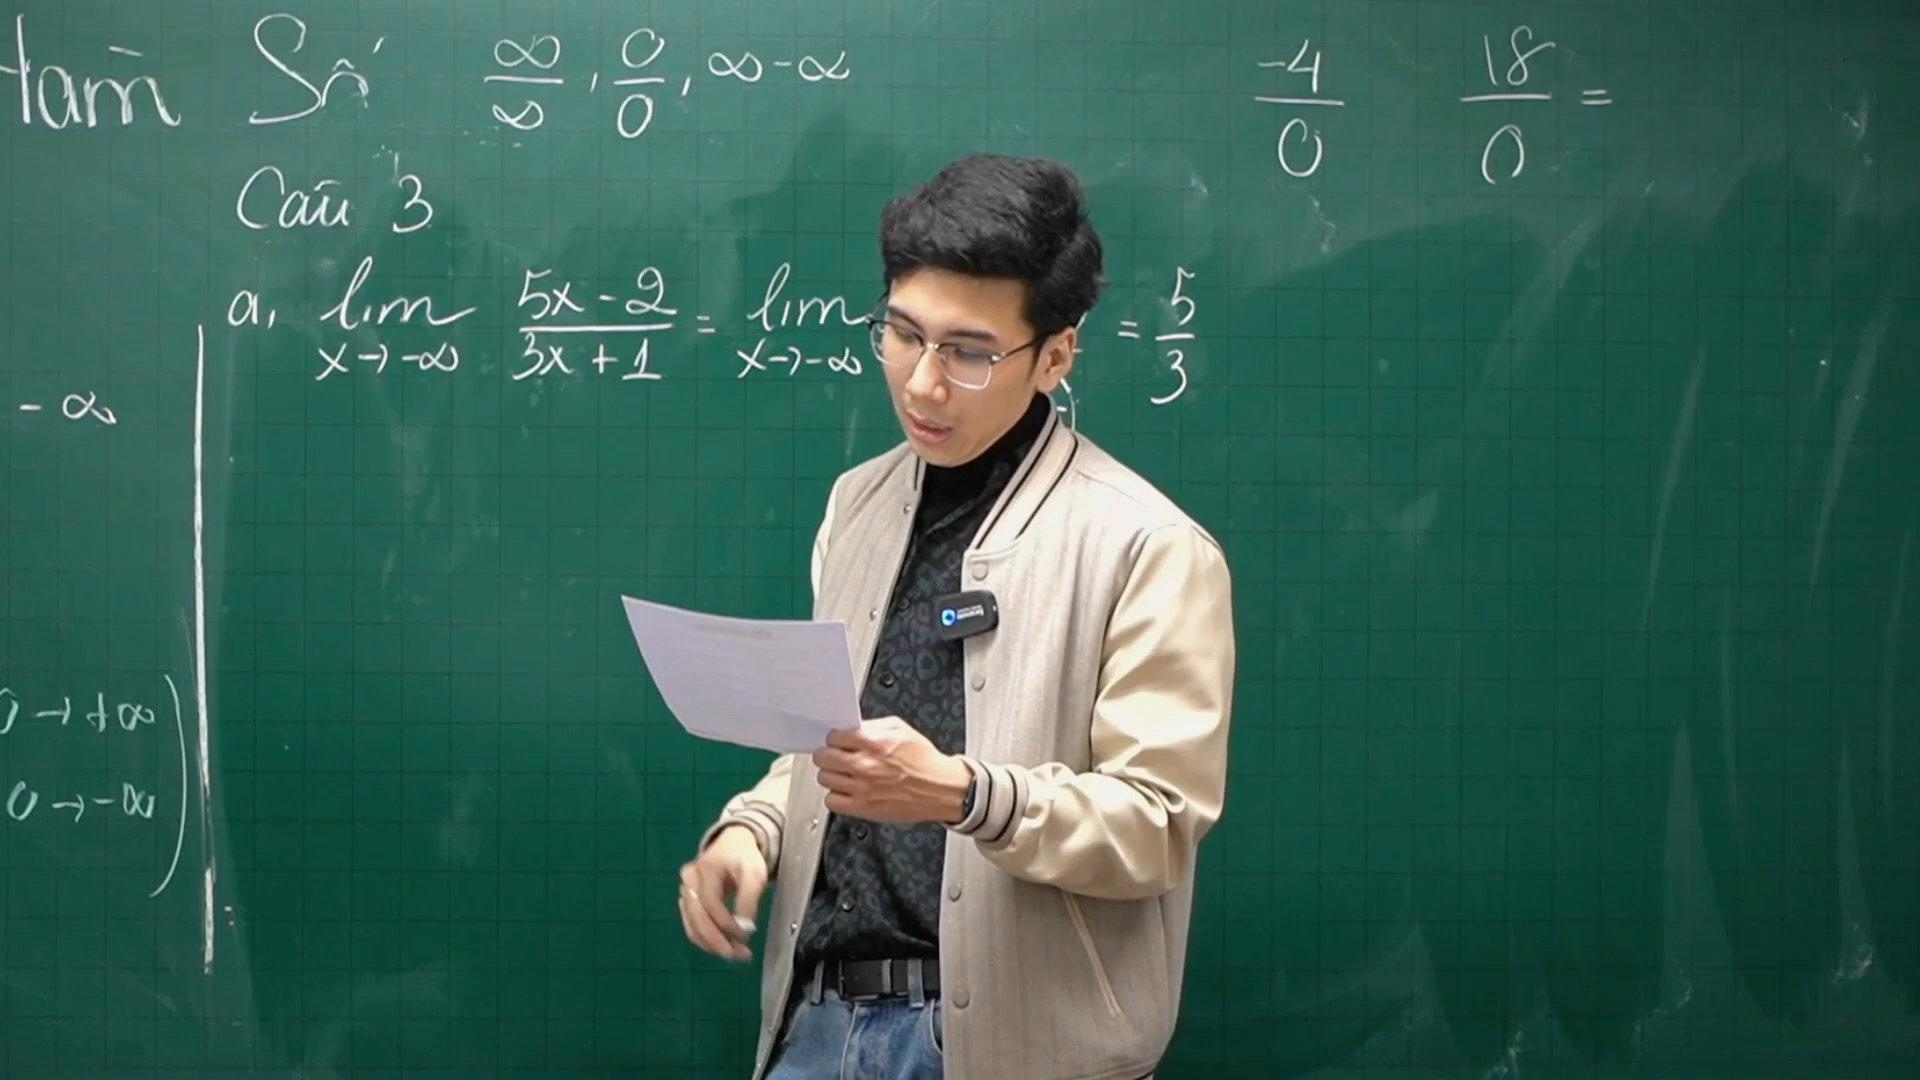 Hàm Số ∞/∞, 0/0, ∞-∞
-4/0 18/0 =
Câu 3
a, lim x→-∞ (5x-2)/(3x+1) = lim x→-∞ = 5/3
-∞
→ +∞
0 → -∞